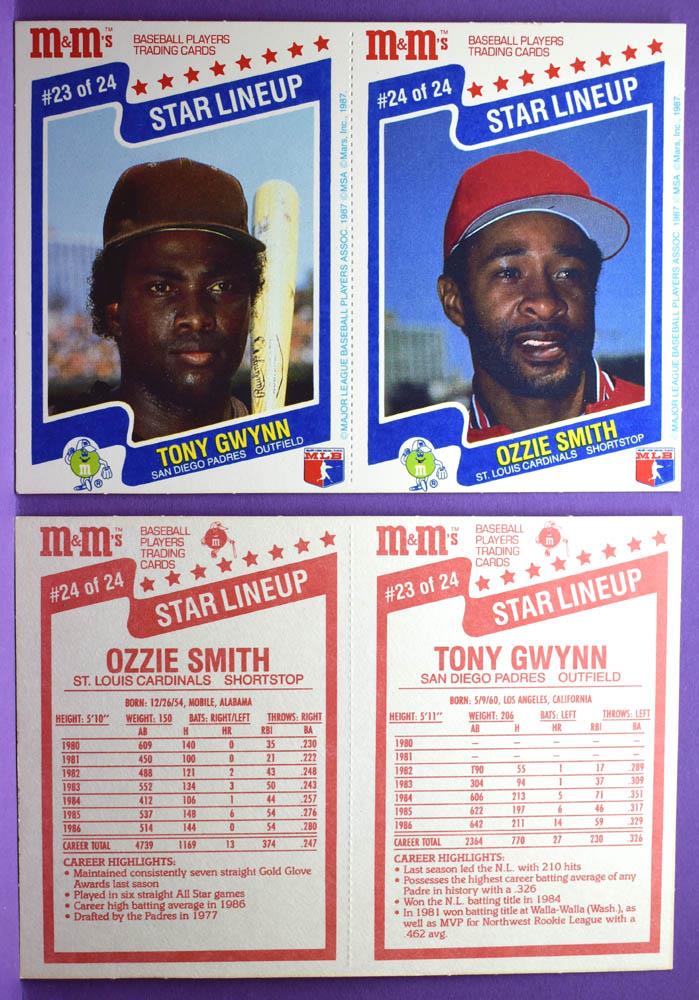 m&m's™ BASEBALL PLAYERS
TRADING CARDS
#23 of 24
STAR LINEUP
Rawlings
TONY GWYNN
SAN DIEGO PADRES OUTFIELD
m ®
MLB
© MAJOR LEAGUE BASEBALL PLAYERS ASSOC. 1987 © MSA © Mars, Inc., 1987.
m&m's™ BASEBALL PLAYERS
TRADING CARDS
#24 of 24
STAR LINEUP
OZZIE SMITH
ST. LOUIS CARDINALS SHORTSTOP
m ®
MLB
© MAJOR LEAGUE BASEBALL PLAYERS ASSOC. 1987 © MSA © Mars, Inc., 1987.
m&m's™ BASEBALL
PLAYERS
TRADING
CARDS
m
#24 of 24
STAR LINEUP
OZZIE SMITH
ST. LOUIS CARDINALS SHORTSTOP
BORN: 12/26/54, MOBILE, ALABAMA
HEIGHT: 5'10" WEIGHT: 150 BATS: RIGHT/LEFT THROWS: RIGHT
AB H HR RBI BA
1980 609 140 0 35 .230
1981 450 100 0 21 .222
1982 488 121 2 43 .248
1983 552 134 3 50 .243
1984 412 106 1 44 .257
1985 537 148 6 54 .276
1986 514 144 0 54 .280
CAREER TOTAL 4739 1169 13 374 .247
CAREER HIGHLIGHTS:
• Maintained consistently seven straight Gold Glove
Awards last sason
• Played in six straight All Star games
• Career high batting average in 1986
• Drafted by the Padres in 1977
m&m's™ BASEBALL
PLAYERS
TRADING
CARDS
m
#23 of 24
STAR LINEUP
TONY GWYNN
SAN DIEGO PADRES OUTFIELD
BORN: 5/9/60, LOS ANGELES, CALIFORNIA
HEIGHT: 5'11" WEIGHT: 206 BATS: LEFT THROWS: LEFT
AB H HR RBI BA
1980 — — — — —
1981 — — — — —
1982 190 55 1 17 .289
1983 304 94 1 37 .309
1984 606 213 5 71 .351
1985 622 197 6 46 .317
1986 642 211 14 59 .329
CAREER TOTAL 2364 770 27 230 .326
CAREER HIGHLIGHTS:
• Last season led the N.L. with 210 hits
• Possesses the highest career batting average of any
Padre in history with a .326
• Won the N.L. batting title in 1984
• In 1981 won batting title at Walla-Walla (Wash.), as
well as MVP for Northwest Rookie League with a
.462 avg.